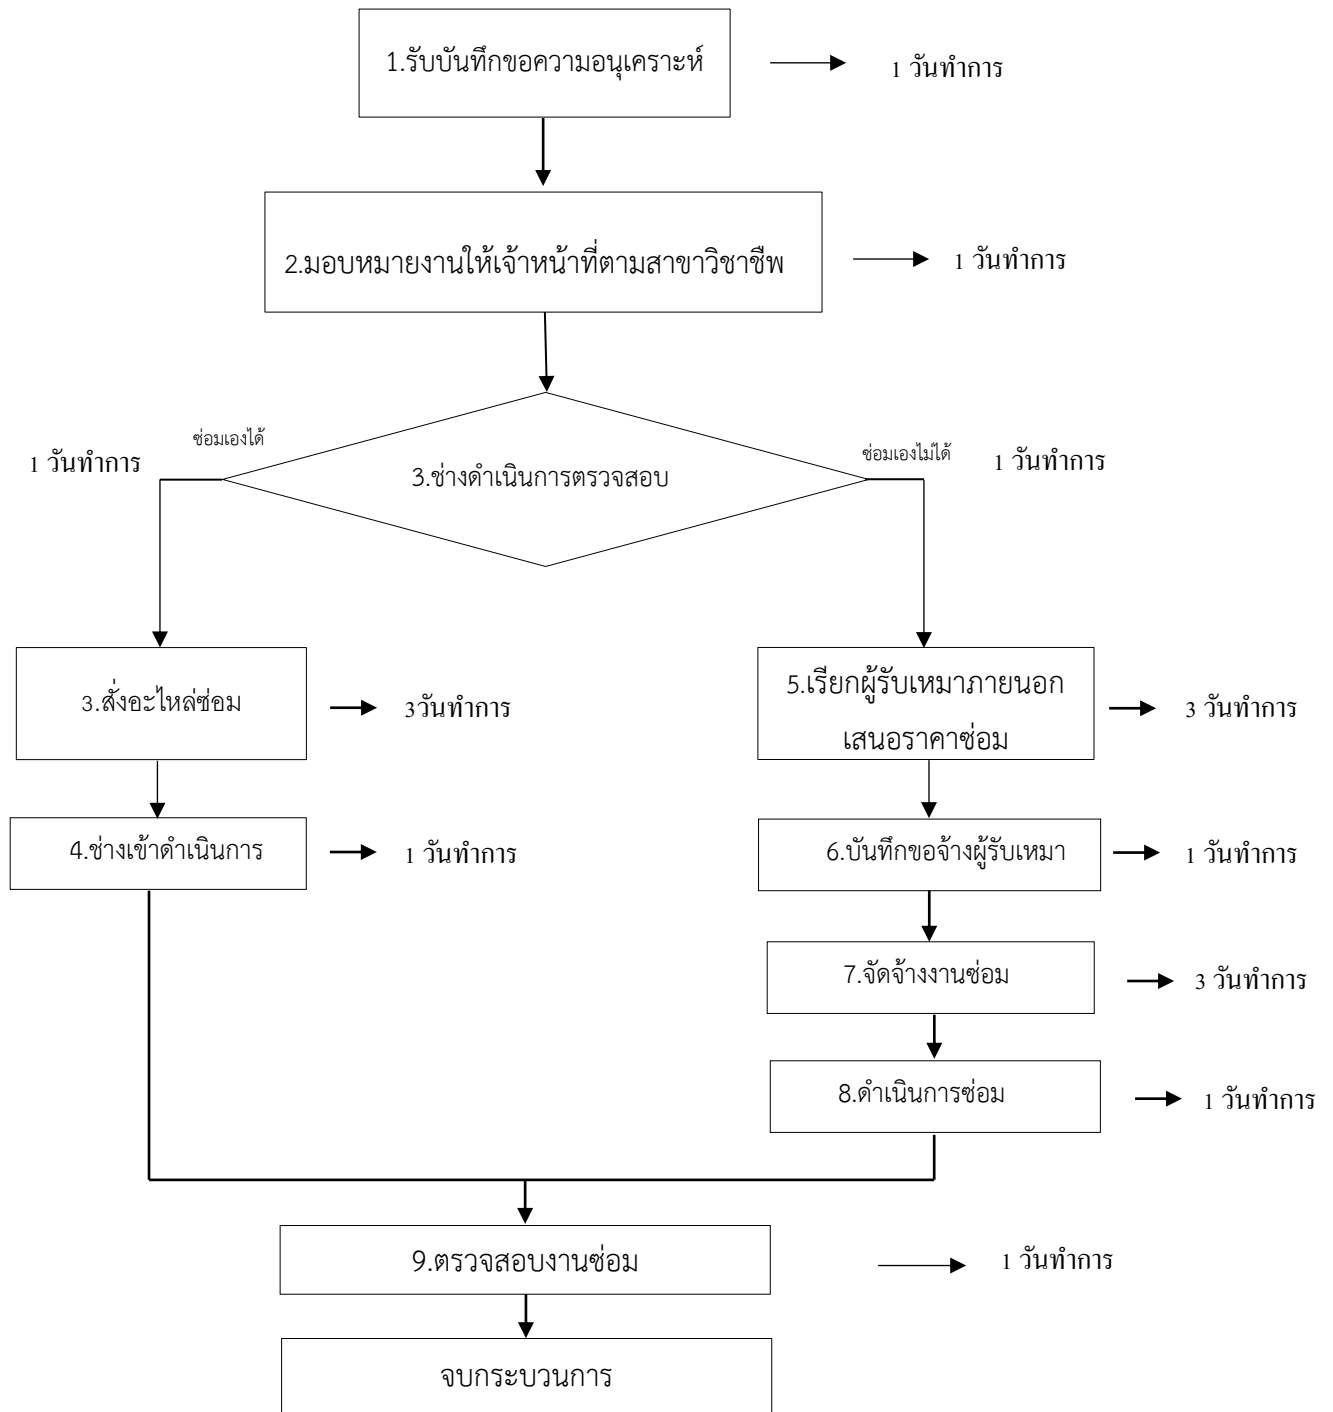 1.รับบันทึกขอความอนุเคราะห์
1 วันทำการ
2.มอบหมายงานให้เจ้าหน้าที่ตามสาขาวิชาชีพ
1 วันทำการ
ซ่อมเองได้
ซ่อมเองไม่ได้
1 วันทำการ
3.ช่างดำเนินการตรวจสอบ
1 วันทำการ
3.สั่งอะไหล่ซ่อม
3วันทำการ
5.เรียกผู้รับเหมาภายนอก
เสนอราคาซ่อม
3 วันทำการ
4.ช่างเข้าดำเนินการ
1 วันทำการ
6.บันทึกขอจ้างผู้รับเหมา
1 วันทำการ
7.จัดจ้างงานซ่อม
3 วันทำการ
8.ดำเนินการซ่อม
1 วันทำการ
9.ตรวจสอบงานซ่อม
1 วันทำการ
จบกระบวนการ